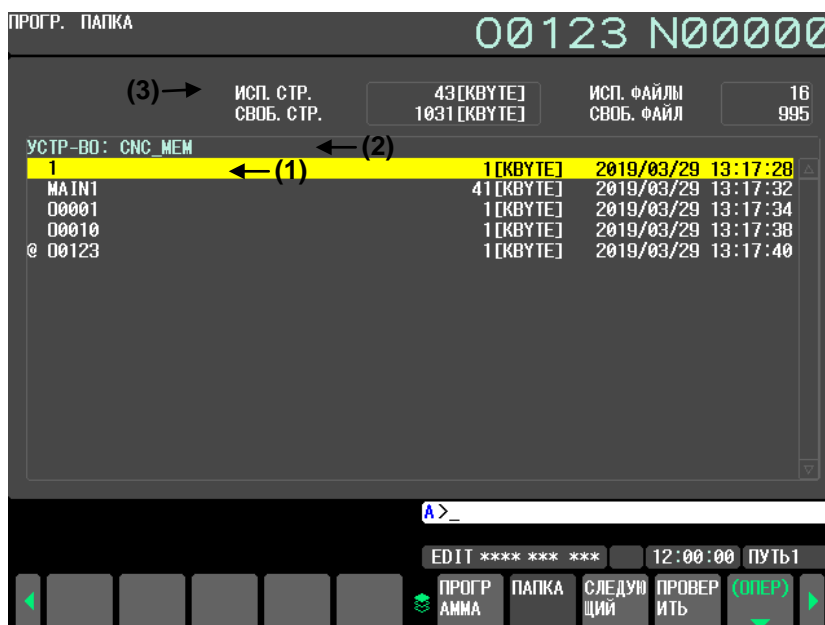 ПРОГР. ПАПКА
O0123 N00000
(3) ИСП. СТР. 43[KBYTE] ИСП. ФАЙЛЫ 16
СВОБ. СТР. 1031[KBYTE] СВОБ. ФАЙЛ 995
УСТР-ВО: CNC_MEM (2)
1 (1) 1[KBYTE] 2019/03/29 13:17:28
MAIN1 41[KBYTE] 2019/03/29 13:17:32
O0001 1[KBYTE] 2019/03/29 13:17:34
O0010 1[KBYTE] 2019/03/29 13:17:38
@ O0123 1[KBYTE] 2019/03/29 13:17:40
A>_
EDIT **** *** *** 12:00:00 ПУТЬ1
ПРОГР ПАПКА СЛЕДУЮ ПРОВЕР (ОПЕР)
АММА ЩИЙ ИТЬ